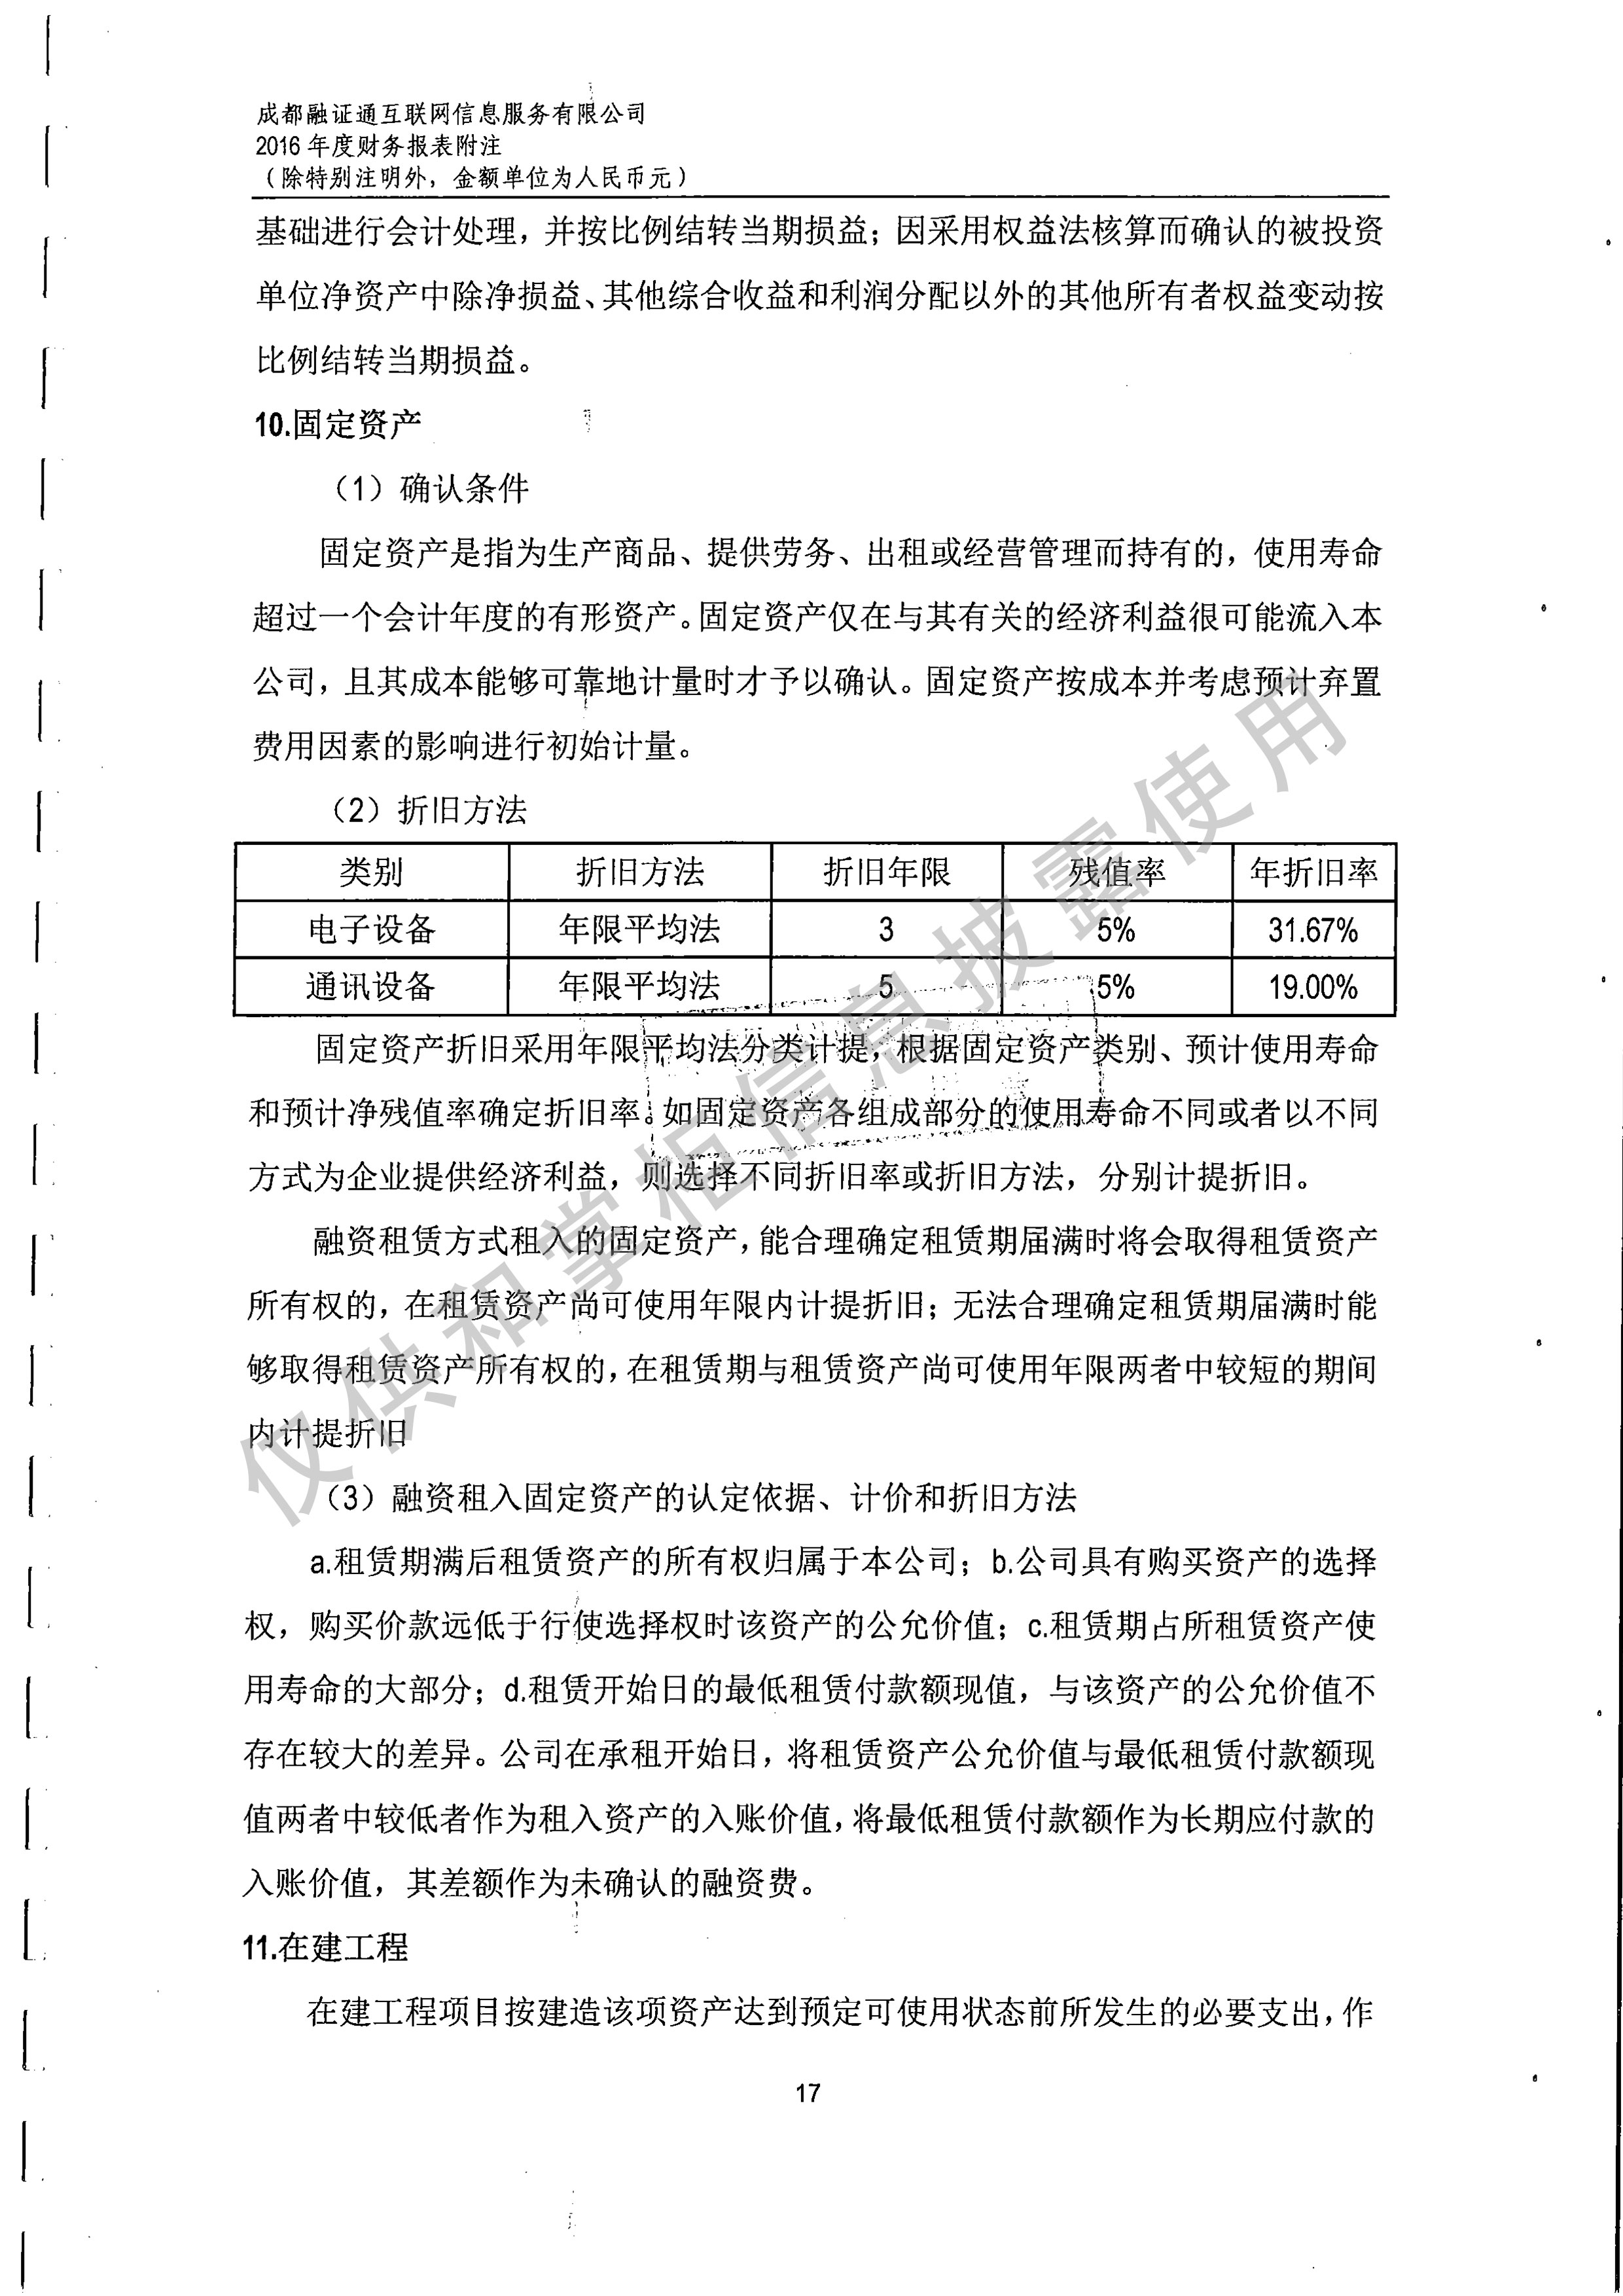 成都融证通互联网信息服务有限公司
2016 年度财务报表附注
（除特别注明外，金额单位为人民币元）
基础进行会计处理，并按比例结转当期损益；因采用权益法核算而确认的被投资
单位净资产中除净损益、其他综合收益和利润分配以外的其他所有者权益变动按
比例结转当期损益。
10.固定资产
（1）确认条件
固定资产是指为生产商品、提供劳务、出租或经营管理而持有的，使用寿命
超过一个会计年度的有形资产。固定资产仅在与其有关的经济利益很可能流入本
公司，且其成本能够可靠地计量时才予以确认。固定资产按成本并考虑预计弃置
费用因素的影响进行初始计量。
（2）折旧方法
类别 折旧方法 折旧年限 残值率 年折旧率
电子设备 年限平均法 3 5% 31.67%
通讯设备 年限平均法 5 5% 19.00%
固定资产折旧采用年限平均法分类计提，根据固定资产类别、预计使用寿命
和预计净残值率确定折旧率。如固定资产各组成部分的使用寿命不同或者以不同
方式为企业提供经济利益，则选择不同折旧率或折旧方法，分别计提折旧。
融资租赁方式租入的固定资产，能合理确定租赁期届满时将会取得租赁资产
所有权的，在租赁资产尚可使用年限内计提折旧；无法合理确定租赁期届满时能
够取得租赁资产所有权的，在租赁期与租赁资产尚可使用年限两者中较短的期间
内计提折旧
（3）融资租入固定资产的认定依据、计价和折旧方法
a.租赁期满后租赁资产的所有权归属于本公司；b.公司具有购买资产的选择
权，购买价款远低于行使选择权时该资产的公允价值；c.租赁期占所租赁资产使
用寿命的大部分；d.租赁开始日的最低租赁付款额现值，与该资产的公允价值不
存在较大的差异。公司在承租开始日，将租赁资产公允价值与最低租赁付款额现
值两者中较低者作为租入资产的入账价值，将最低租赁付款额作为长期应付款的
入账价值，其差额作为未确认的融资费。
11.在建工程
在建工程项目按建造该项资产达到预定可使用状态前所发生的必要支出，作
17
仅供和掌柜信息披露使用